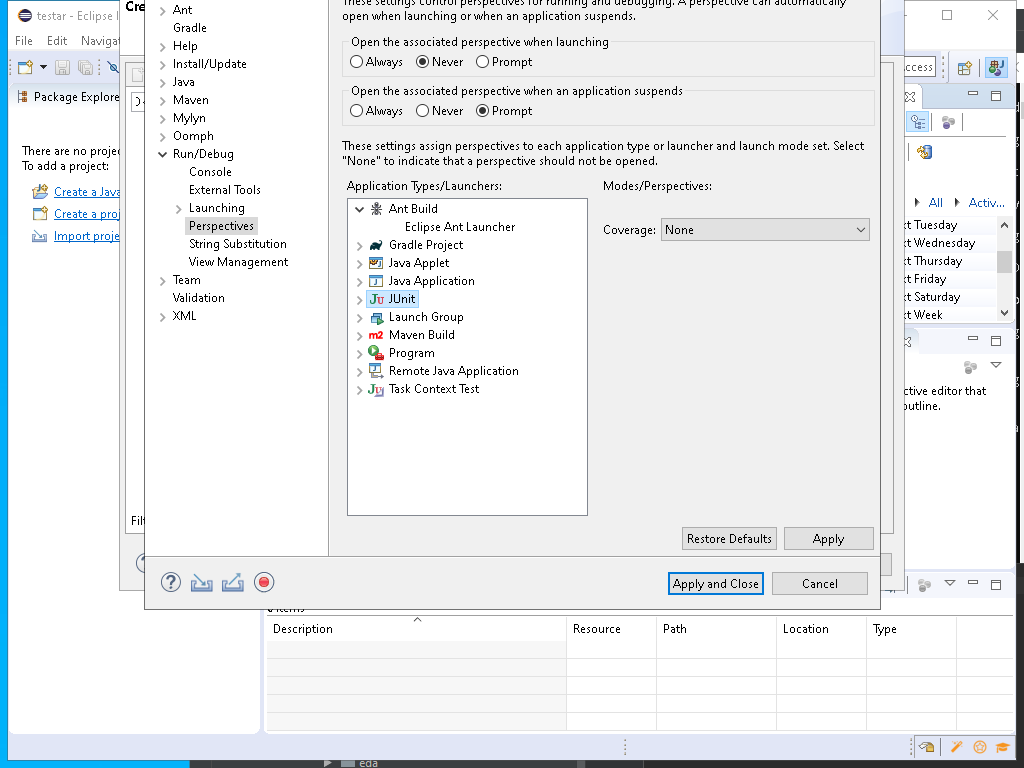 testar - Eclipse I
File Edit Navigat
Package Explore
There are no projec
To add a project:
Create a Java
Create a proj
Import proje
Cre
Filt
Ant
Gradle
Help
Install/Update
Java
Maven
Mylyn
Oomph
Run/Debug
Console
External Tools
Launching
Perspectives
String Substitution
View Management
Team
Validation
XML
These settings control perspectives for running and debugging. A perspective can automatically
open when launching or when an application suspends.
Open the associated perspective when launching
Always Never Prompt
Open the associated perspective when an application suspends
Always Never Prompt
These settings assign perspectives to each application type or launcher and launch mode set. Select
"None" to indicate that a perspective should not be opened.
Application Types/Launchers:
Ant Build
Eclipse Ant Launcher
Gradle Project
Java Applet
Java Application
JUnit
Launch Group
Maven Build
Program
Remote Java Application
Task Context Test
Modes/Perspectives:
Coverage: None
Restore Defaults Apply
Apply and Close Cancel
ccess
All Activ...
xt Tuesday
xt Wednesday
xt Thursday
xt Friday
xt Saturday
xt Week
ctive editor that
outline.
0 items
Description Resource Path Location Type
eda